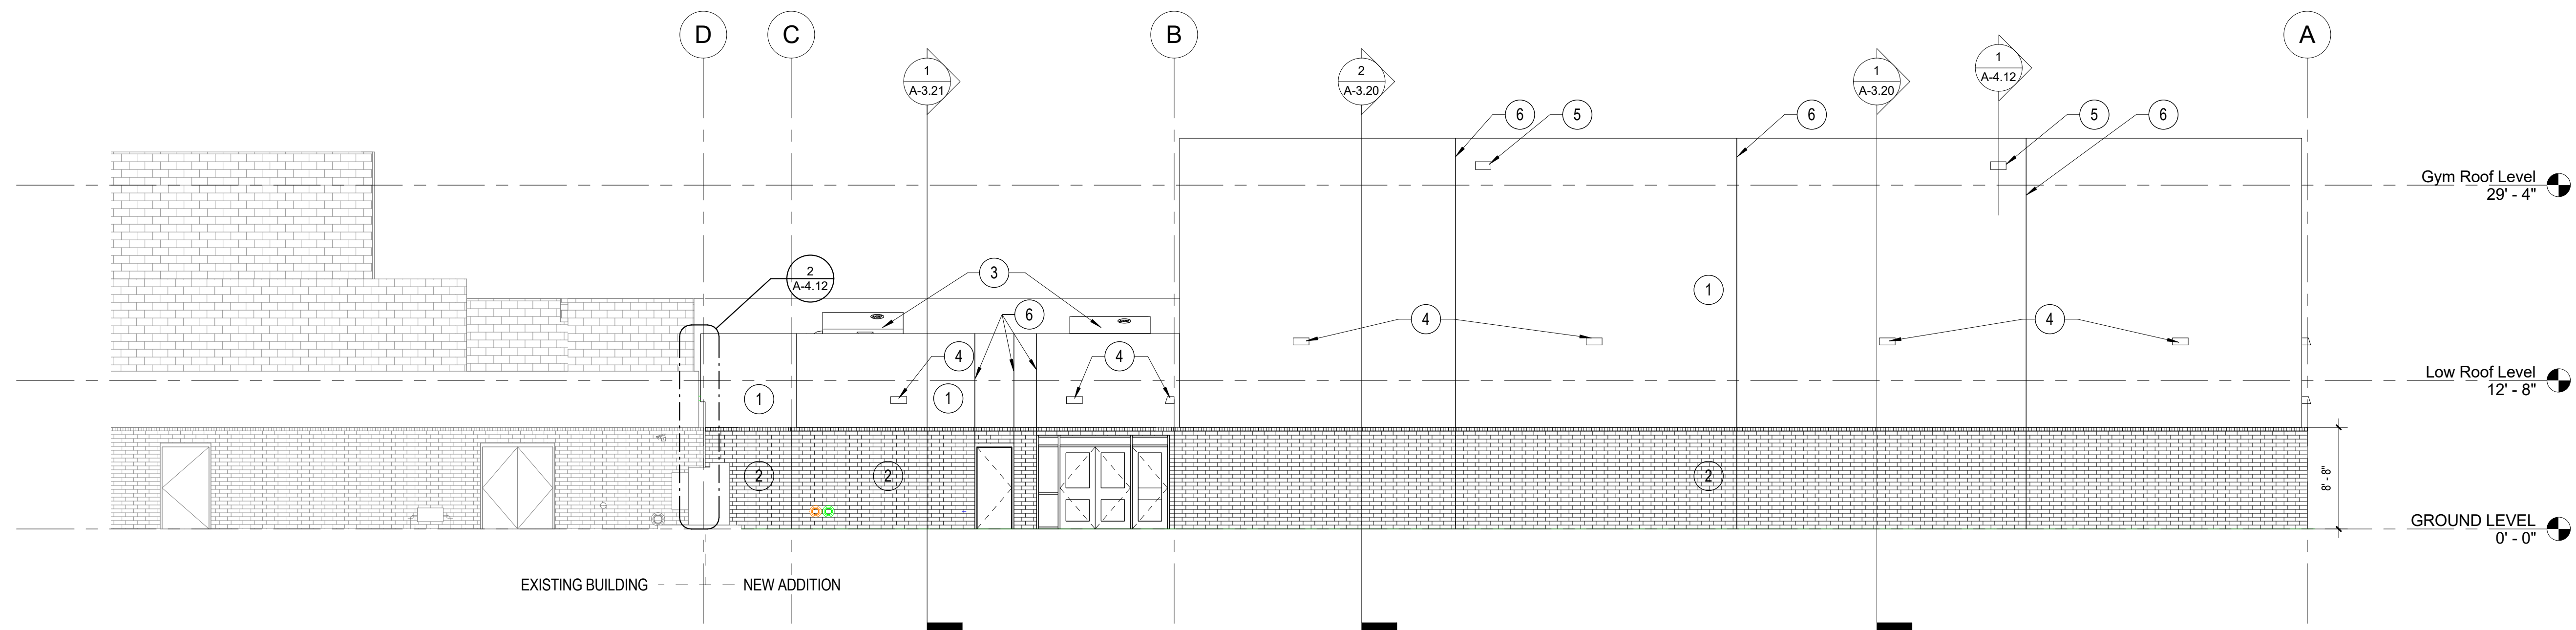 D
C
B
A
1
A-3.21
2
A-3.20
1
A-3.20
1
A-4.12
6
5
6
5
6
Gym Roof Level
29' - 4"
2
A-4.12
3
6
1
4
4
4
4
Low Roof Level
12' - 8"
1
1
2
2
2
8' - 8"
GROUND LEVEL
0' - 0"
EXISTING BUILDING
NEW ADDITION